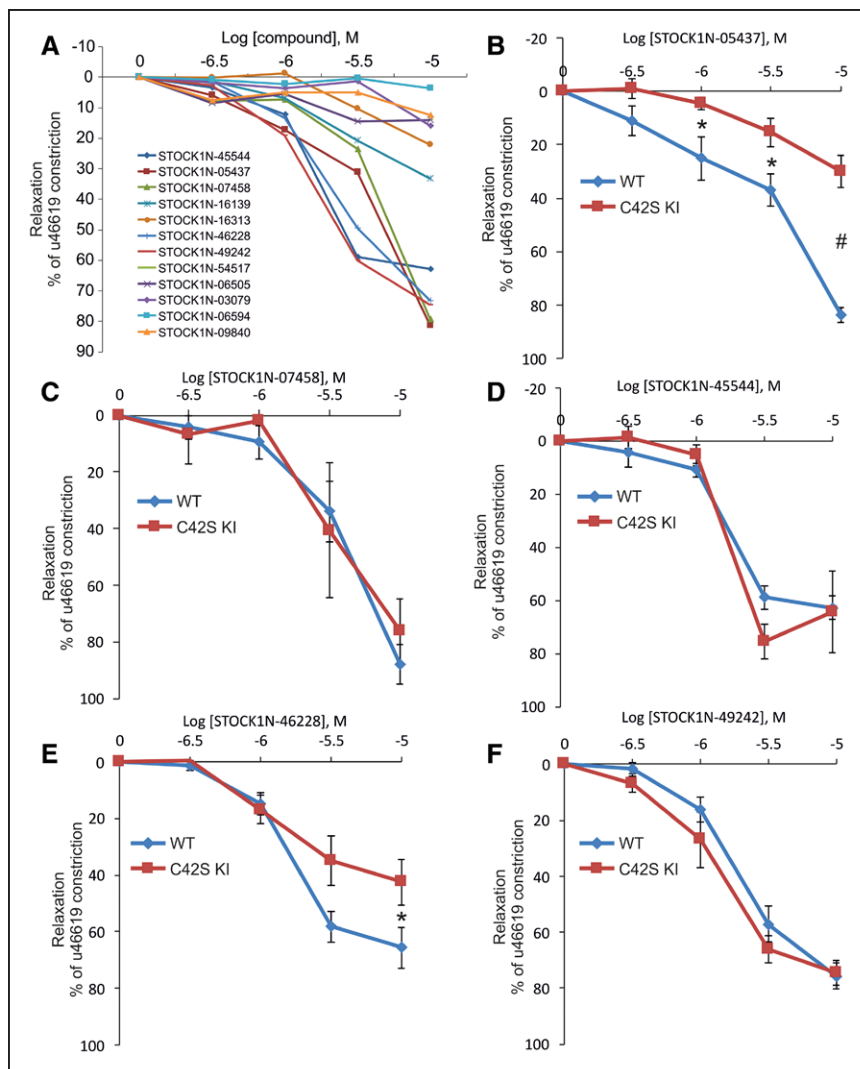 A
Log [compound], M
-10
0
10
20
30
40
50
60
70
80
90
0
-6.5
-6
-5.5
-5
Relaxation
% of u46619 constriction
STOCK1N-45544
STOCK1N-05437
STOCK1N-07458
STOCK1N-16139
STOCK1N-16313
STOCK1N-46228
STOCK1N-49242
STOCK1N-54517
STOCK1N-06505
STOCK1N-03079
STOCK1N-06594
STOCK1N-09840
B
Log [STOCK1N-05437], M
-20
0
20
40
60
80
100
0
-6.5
-6
-5.5
-5
Relaxation
% of u46619 constriction
WT
C42S KI
*
*
#
C
Log [STOCK1N-07458], M
0
-6.5
-6
-5.5
-5
0
20
40
60
80
100
Relaxation
% of u46619 constriction
WT
C42S KI
D
Log [STOCK1N-45544], M
-20
0
20
40
60
80
100
0
-6.5
-6
-5.5
-5
Relaxation
% of u46619 constriction
WT
C42S KI
E
Log [STOCK1N-46228], M
0
-6.5
-6
-5.5
-5
0
20
40
60
80
100
Relaxation
% of u46619 constriction
WT
C42S KI
*
F
Log [STOCK1N-49242], M
0
-6.5
-6
-5.5
-5
0
20
40
60
80
100
Relaxation
% of u46619 constriction
WT
C42S KI